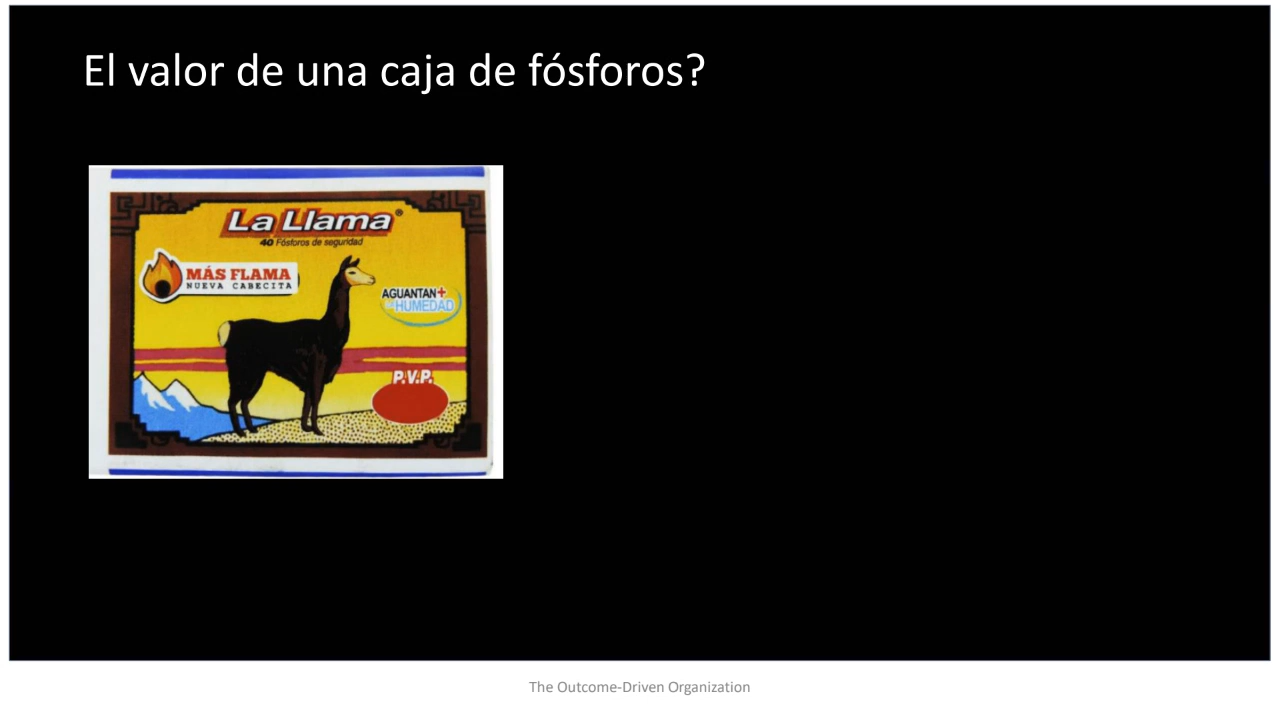 El valor de una caja de fósforos?
La Llama®
40 Fósforos de seguridad
MÁS FLAMA
NUEVA CABECITA
AGUANTAN+
HUMEDAD
P.V.P.
The Outcome-Driven Organization